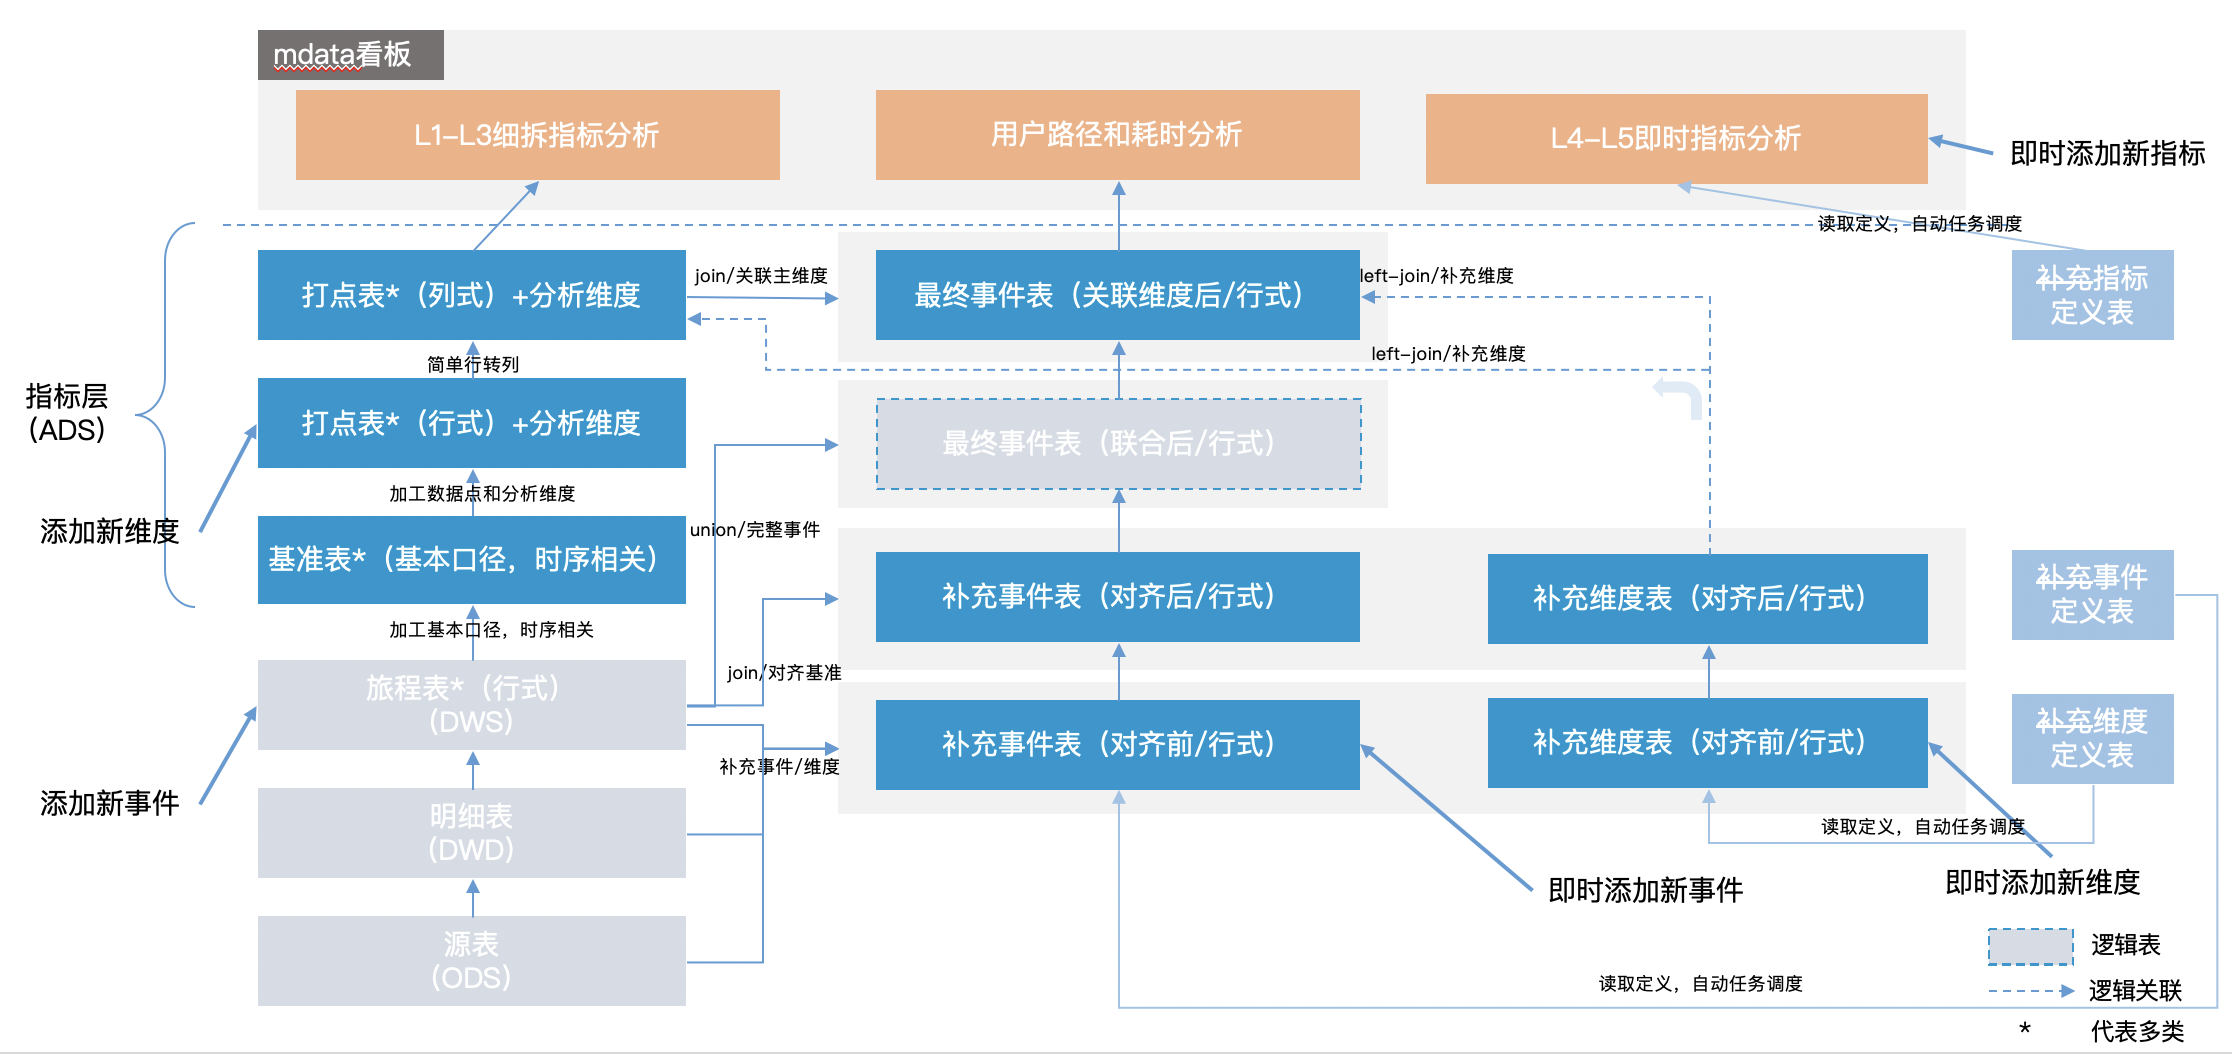 mdata看板
L1-L3细拆指标分析
用户路径和耗时分析
L4-L5即时指标分析
即时添加新指标
读取定义，自动任务调度
打点表*（列式）+分析维度
join/关联主维度
最终事件表（关联维度后/行式）
left-join/补充维度
补充指标
定义表
简单行转列
left-join/补充维度
指标层
(ADS)
打点表*（行式）+分析维度
最终事件表（联合后/行式）
加工数据点和分析维度
添加新维度
union/完整事件
基准表*（基本口径，时序相关）
补充事件表（对齐后/行式）
补充维度表（对齐后/行式）
补充事件
定义表
加工基本口径，时序相关
join/对齐基准
旅程表*（行式）
(DWS)
补充事件表（对齐前/行式）
补充维度表（对齐前/行式）
补充维度
定义表
补充事件/维度
添加新事件
明细表
(DWD)
读取定义，自动任务调度
即时添加新事件
即时添加新维度
源表
(ODS)
逻辑表
读取定义，自动任务调度
逻辑关联
* 代表多类